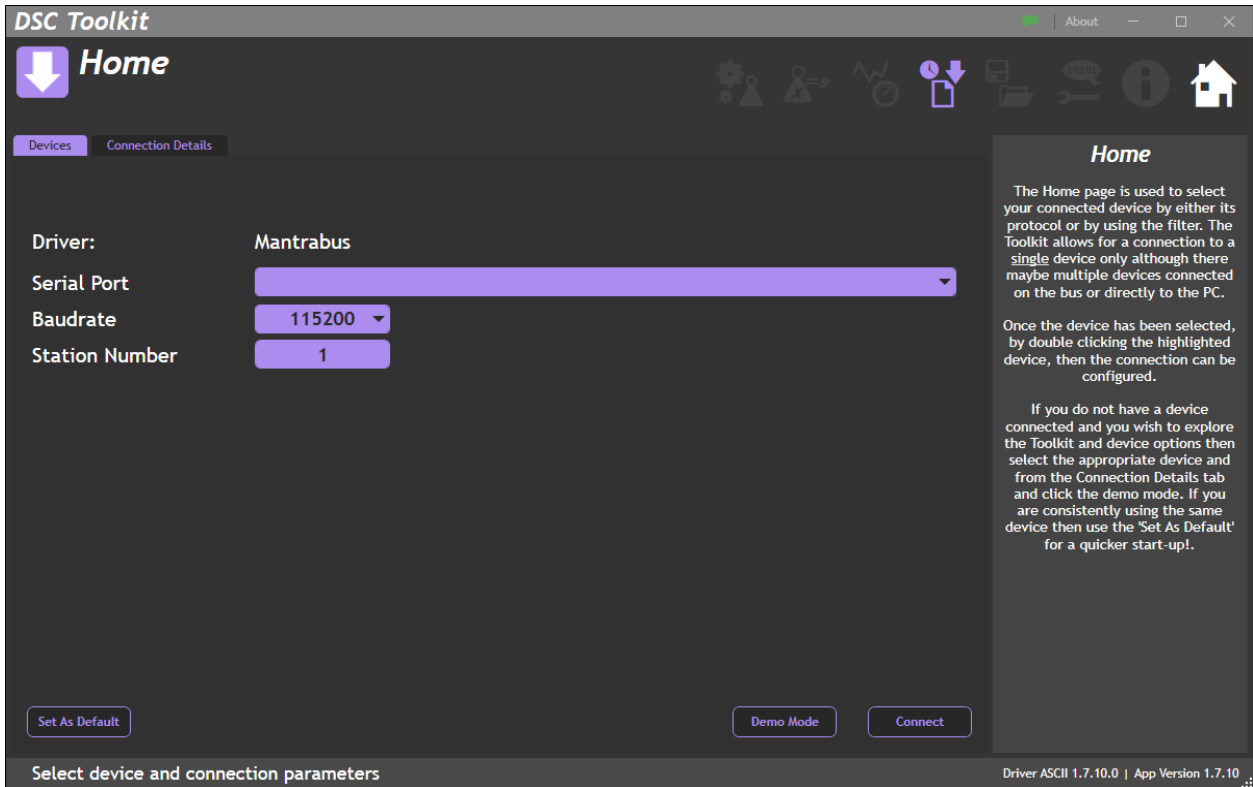 DSC Toolkit
About
Home
Devices
Connection Details
Driver:
Mantrabus
Serial Port
Baudrate
115200
Station Number
1
Set As Default
Demo Mode
Connect
Home
The Home page is used to select
your connected device by either its
protocol or by using the filter. The
Toolkit allows for a connection to a
single device only although there
maybe multiple devices connected
on the bus or directly to the PC.
Once the device has been selected,
by double clicking the highlighted
device, then the connection can be
configured.
If you do not have a device
connected and you wish to explore
the Toolkit and device options then
select the appropriate device and
from the Connection Details tab
and click the demo mode. If you
are consistently using the same
device then use the 'Set As Default'
for a quicker start-up!.
Select device and connection parameters
Driver ASCII 1.7.10.0 | App Version 1.7.10